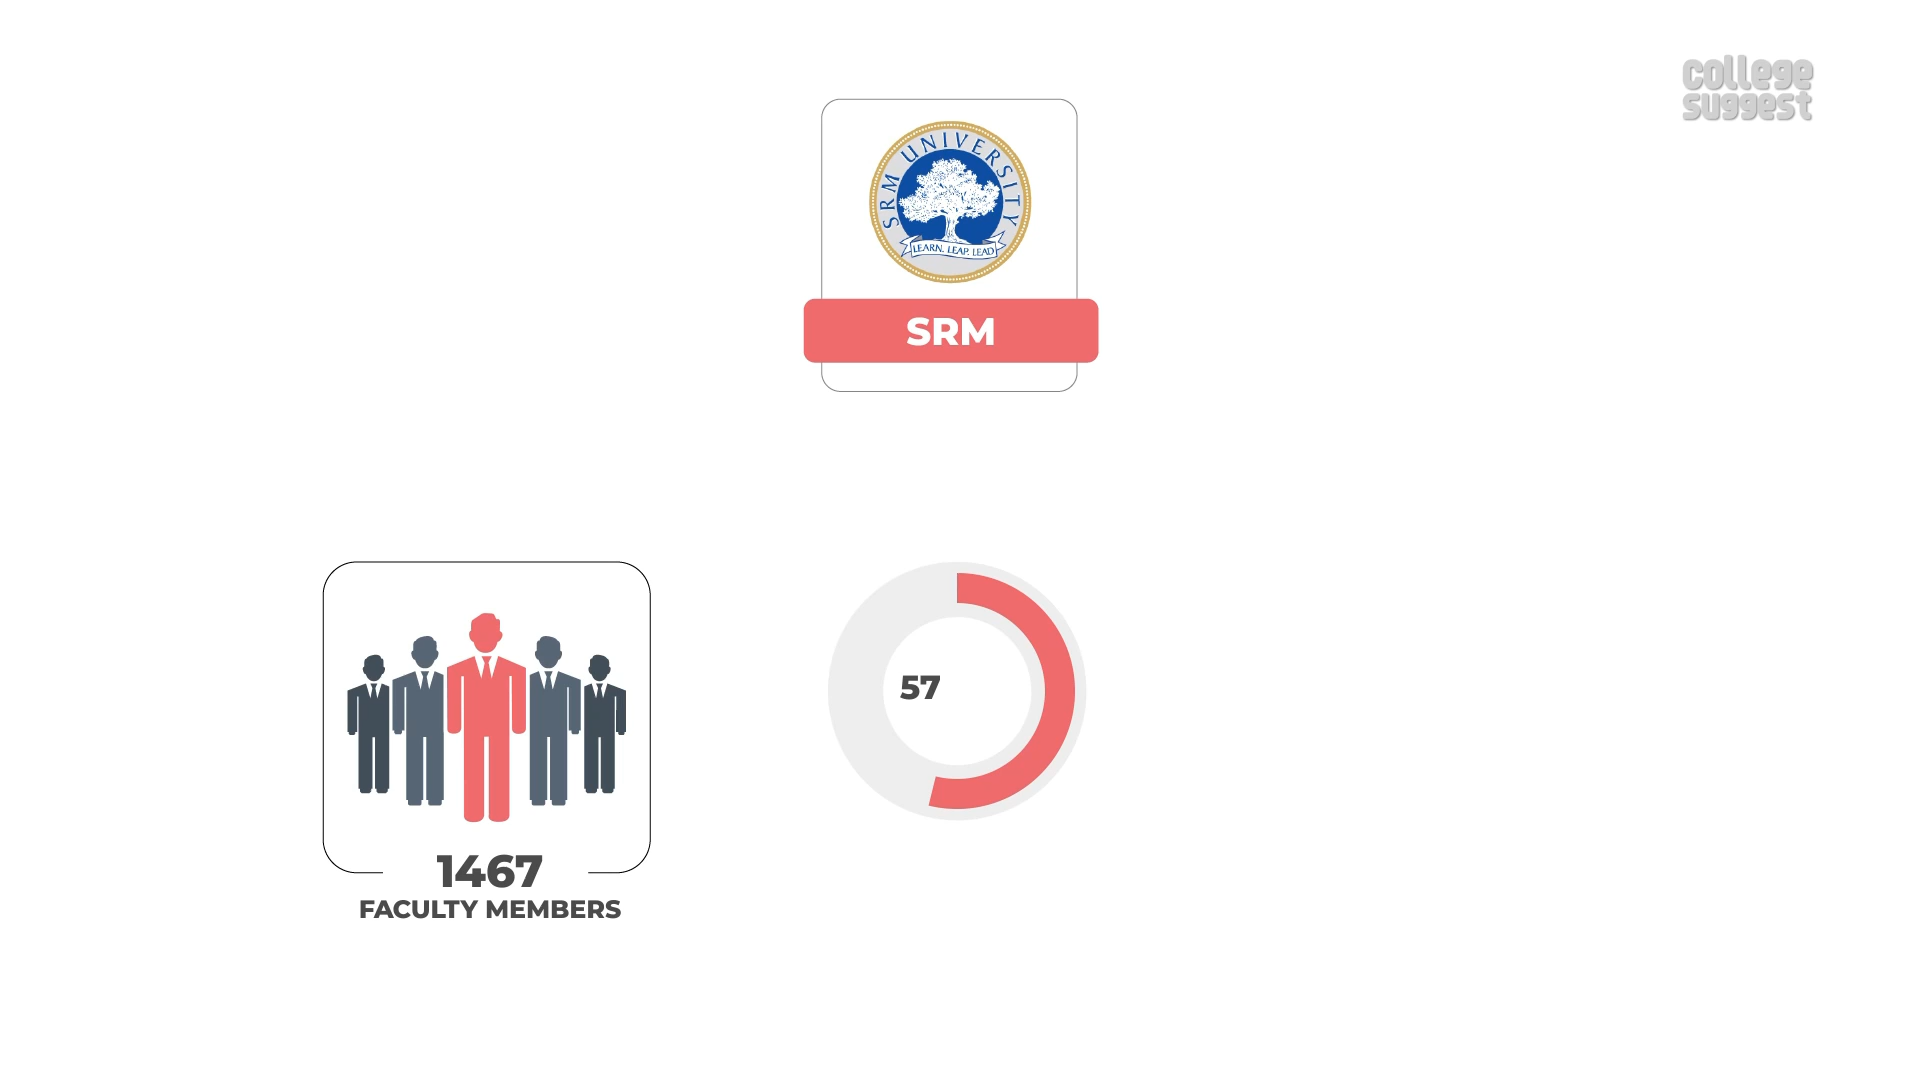 college
suggest
SRM UNIVERSITY
LEARN. LEAP. LEAD
SRM
57
1467
FACULTY MEMBERS